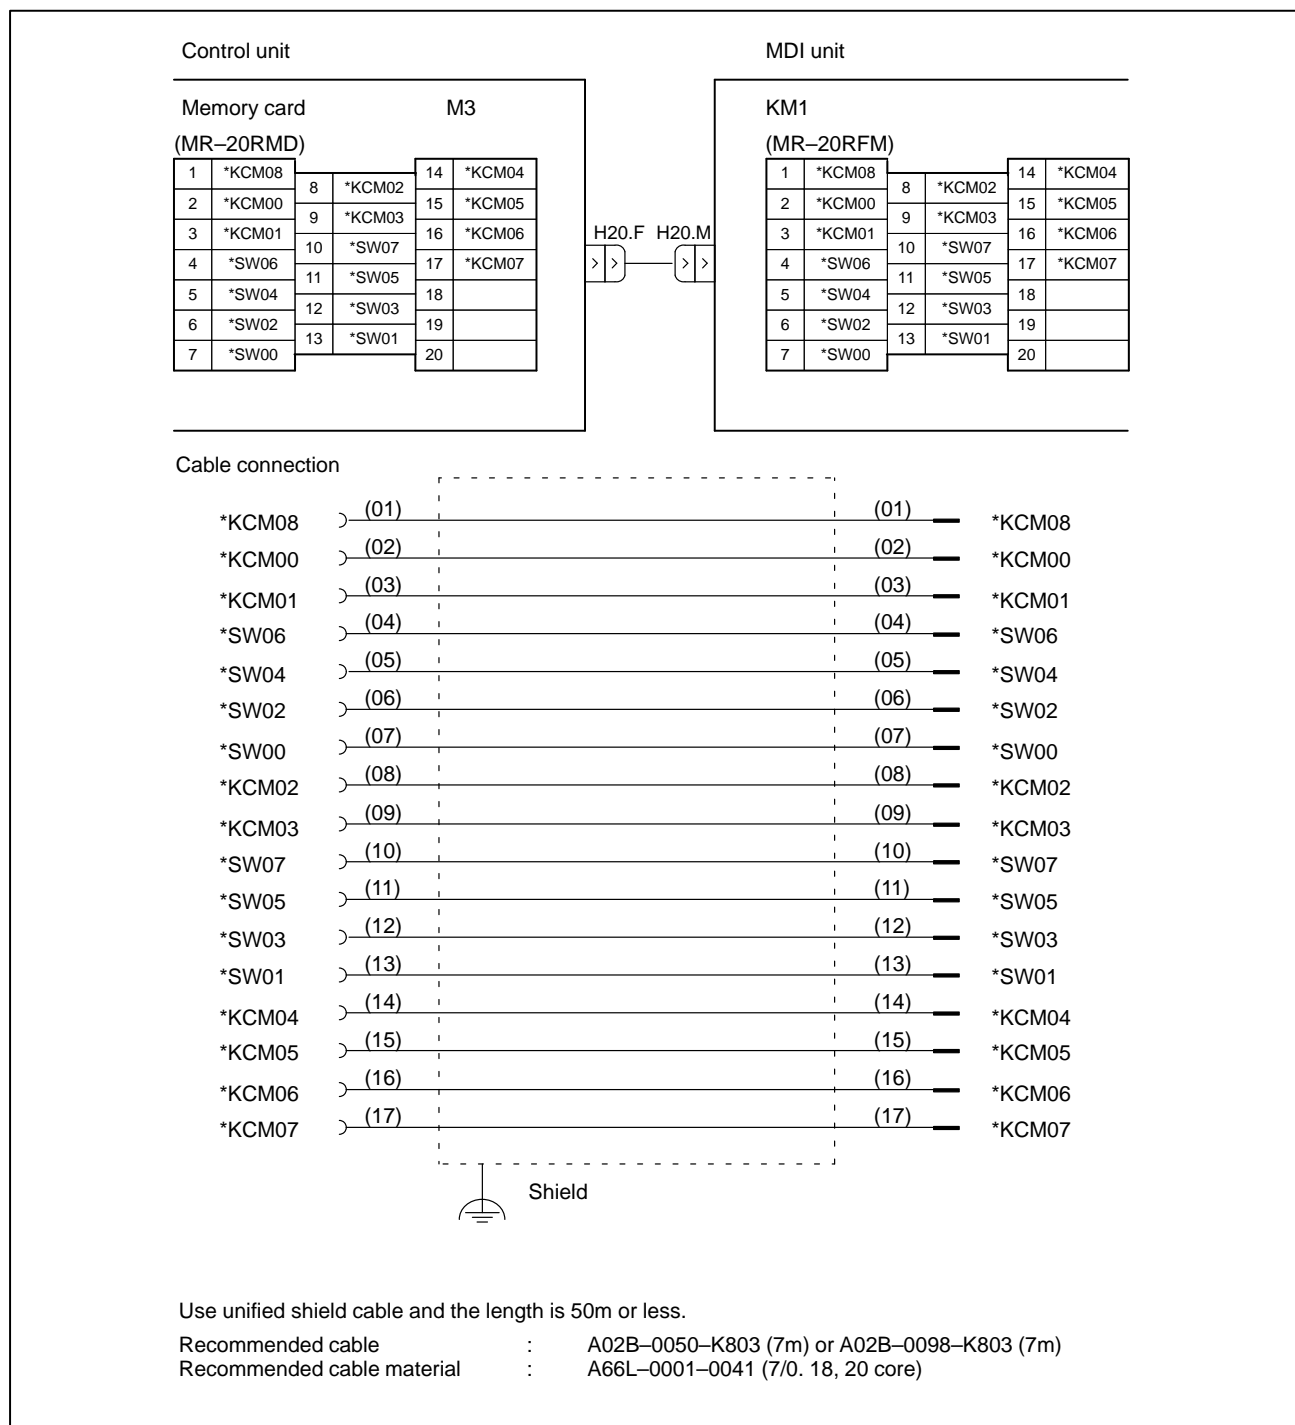 Control unit
MDI unit
Memory card M3
KM1
(MR–20RMD)
(MR–20RFM)
1 *KCM08
2 *KCM00
3 *KCM01
4 *SW06
5 *SW04
6 *SW02
7 *SW00
8 *KCM02
9 *KCM03
10 *SW07
11 *SW05
12 *SW03
13 *SW01
14 *KCM04
15 *KCM05
16 *KCM06
17 *KCM07
18
19
20
H20.F H20.M
1 *KCM08
2 *KCM00
3 *KCM01
4 *SW06
5 *SW04
6 *SW02
7 *SW00
8 *KCM02
9 *KCM03
10 *SW07
11 *SW05
12 *SW03
13 *SW01
14 *KCM04
15 *KCM05
16 *KCM06
17 *KCM07
18
19
20
Cable connection
*KCM08 (01) (01) *KCM08
*KCM00 (02) (02) *KCM00
*KCM01 (03) (03) *KCM01
*SW06 (04) (04) *SW06
*SW04 (05) (05) *SW04
*SW02 (06) (06) *SW02
*SW00 (07) (07) *SW00
*KCM02 (08) (08) *KCM02
*KCM03 (09) (09) *KCM03
*SW07 (10) (10) *SW07
*SW05 (11) (11) *SW05
*SW03 (12) (12) *SW03
*SW01 (13) (13) *SW01
*KCM04 (14) (14) *KCM04
*KCM05 (15) (15) *KCM05
*KCM06 (16) (16) *KCM06
*KCM07 (17) (17) *KCM07
Shield
Use unified shield cable and the length is 50m or less.
Recommended cable : A02B–0050–K803 (7m) or A02B–0098–K803 (7m)
Recommended cable material : A66L–0001–0041 (7/0. 18, 20 core)